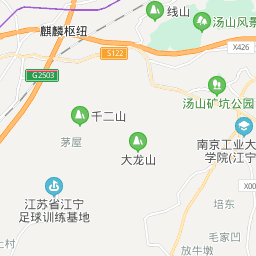 线山
汤山风景
麒麟枢纽
S122
X426
G2503
汤山矿坑公园
千二山
茅屋
南京工业大
学院(江宁
大龙山
江苏省江宁
足球训练基地
培东
毛家凹
上村
放牛墩